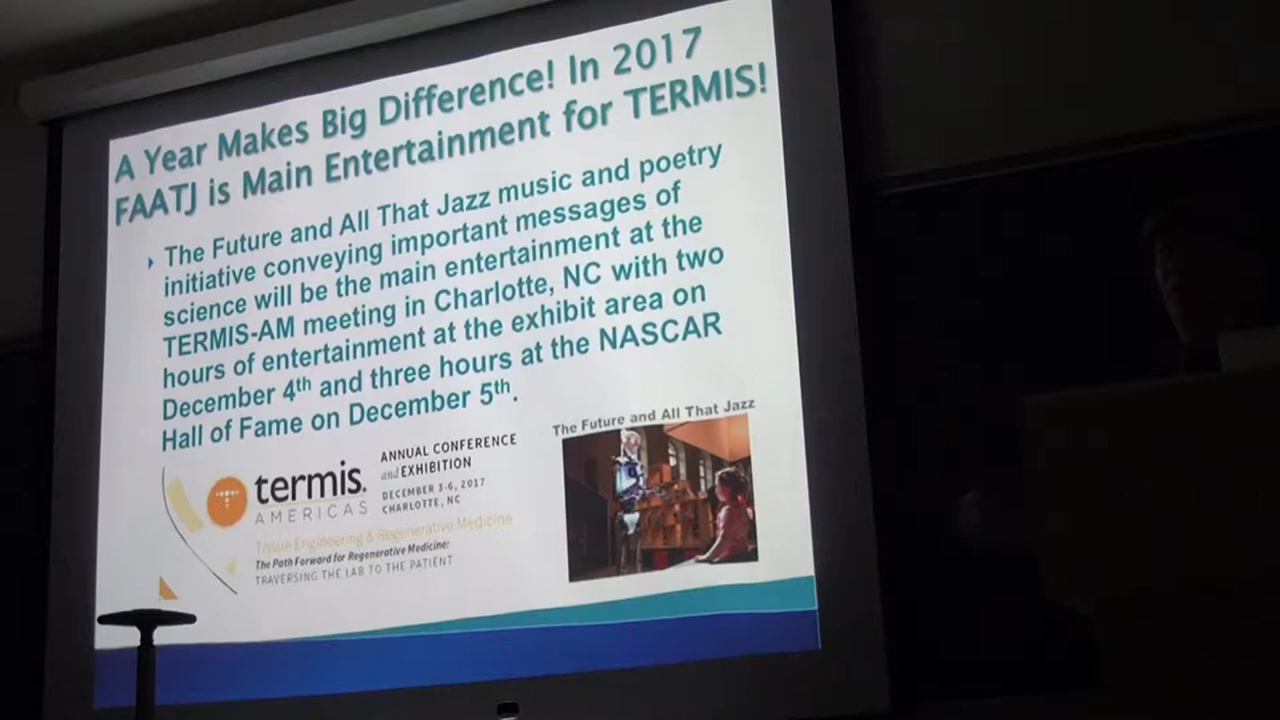 A Year Makes Big Difference! In 2017
FAATJ is Main Entertainment for TERMIS!
The Future and All That Jazz music and poetry
initiative conveying important messages of
science will be the main entertainment at the
TERMIS-AM meeting in Charlotte, NC with two
hours of entertainment at the exhibit area on
December 4th and three hours at the NASCAR
Hall of Fame on December 5th.
termis.
AMERICAS
ANNUAL CONFERENCE
and EXHIBITION
DECEMBER 3-6, 2017
CHARLOTTE, NC
Tissue Engineering & Regenerative Medicine
The Path Forward for Regenerative Medicine:
TRAVERSING THE LAB TO THE PATIENT
The Future and All That Jazz